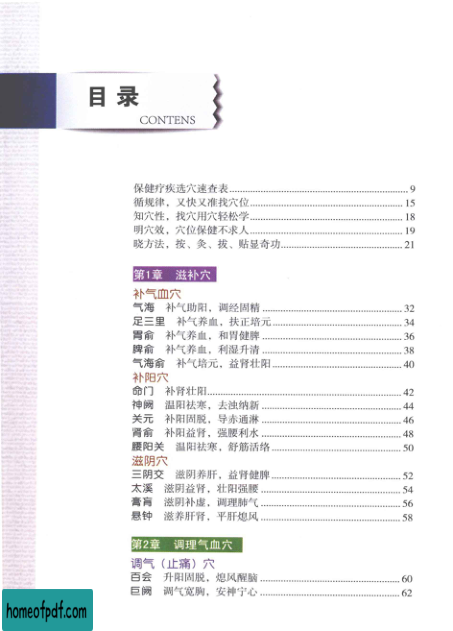 目录
CONTENS
保健疗疾选穴速查表 9
循规律，又快又准找穴位 15
知穴性，找穴用穴轻松学 18
明穴效，穴位保健不求人 19
晓方法，按、灸、拔、贴显奇功 21
第1章 滋补穴
补气血穴
气海 补气助阳，调经固精 32
足三里 补气养血，扶正培元 34
胃俞 补气养血，和胃健脾 36
脾俞 补气养血，利湿升清 38
气海俞 补气培元，益肾壮阳 40
补阳穴
命门 补肾壮阳 42
神阙 温阳祛寒，去浊纳新 44
关元 补阳固脱，导赤通淋 46
肾俞 补阳益肾，强腰利水 48
腰阳关 温阳祛寒，舒筋活络 50
滋阴穴
三阴交 滋阴养肝，益肾健脾 52
太溪 滋阴益肾，壮阳强腰 54
膏肓 滋阴补虚，调理肺气 56
悬钟 滋养肝肾，平肝熄风 58
第2章 调理气血穴
调气（止痛）穴
百会 升阳固脱，熄风醒脑 60
巨阙 调气宽胸，安神宁心 62
homeofpdf.com